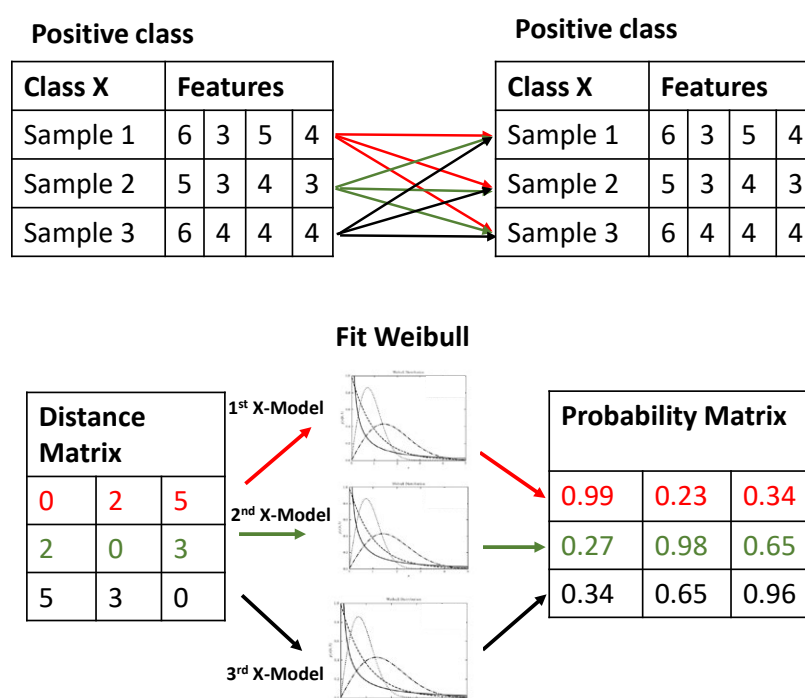 Positive class
Positive class
Class X Features
Sample 1 6 3 5 4
Sample 2 5 3 4 3
Sample 3 6 4 4 4
Class X Features
Sample 1 6 3 5 4
Sample 2 5 3 4 3
Sample 3 6 4 4 4
Fit Weibull
Distance
Matrix
0 2 5
2 0 3
5 3 0
1st X-Model
2nd X-Model
3rd X-Model
Probability Matrix
0.99 0.23 0.34
0.27 0.98 0.65
0.34 0.65 0.96